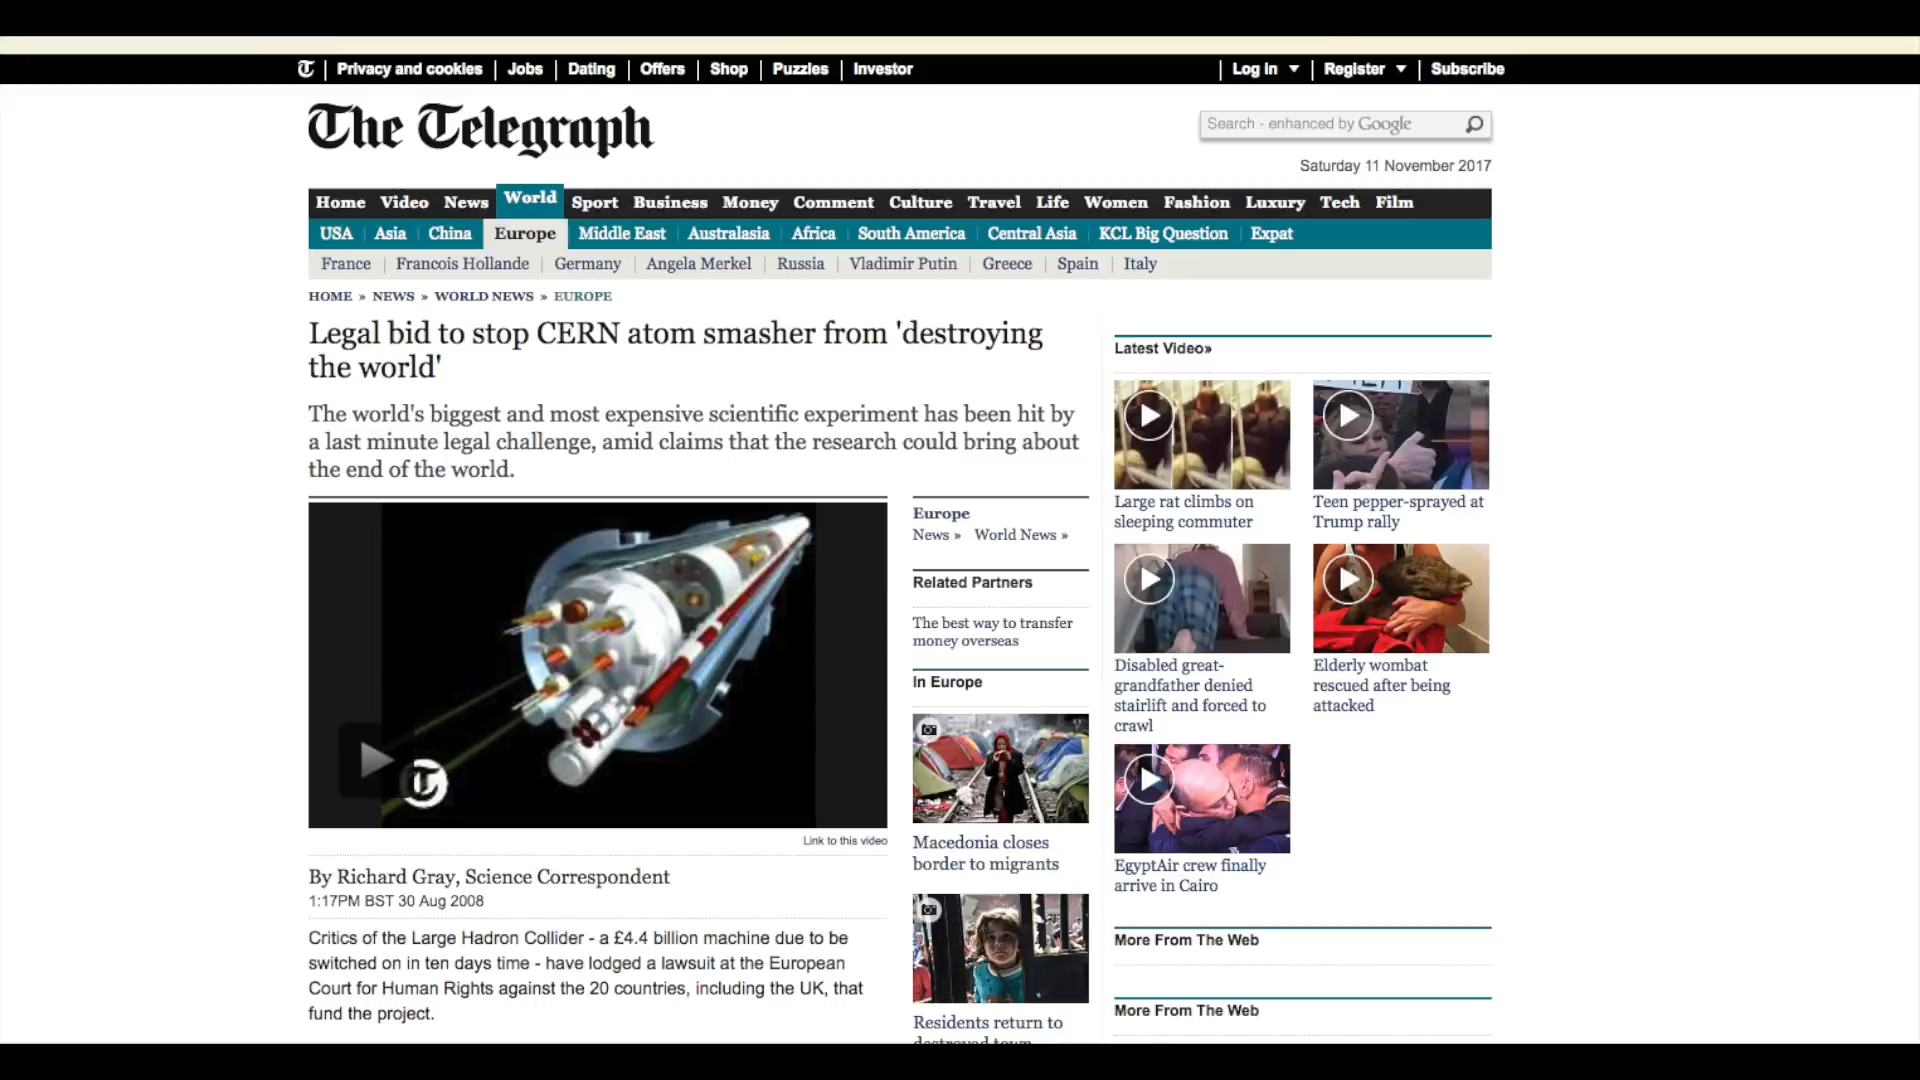 Privacy and cookies | Jobs | Dating | Offers | Shop | Puzzles | Investor
Log in | Register | Subscribe
The Telegraph
Search - enhanced by Google
Saturday 11 November 2017
Home Video News World Sport Business Money Comment Culture Travel Life Women Fashion Luxury Tech Film
USA | Asia | China | Europe | Middle East | Australasia | Africa | South America | Central Asia | KCL Big Question | Expat
France | Francois Hollande | Germany | Angela Merkel | Russia | Vladimir Putin | Greece | Spain | Italy
HOME » NEWS » WORLD NEWS » EUROPE
Legal bid to stop CERN atom smasher from 'destroying
the world'
The world's biggest and most expensive scientific experiment has been hit by
a last minute legal challenge, amid claims that the research could bring about
the end of the world.
Link to this video
By Richard Gray, Science Correspondent
1:17PM BST 30 Aug 2008
Critics of the Large Hadron Collider - a £4.4 billion machine due to be
switched on in ten days time - have lodged a lawsuit at the European
Court for Human Rights against the 20 countries, including the UK, that
fund the project.
Europe
News » World News »
Related Partners
The best way to transfer
money overseas
In Europe
Macedonia closes
border to migrants
Residents return to
destroyed town
Latest Video»
Large rat climbs on
sleeping commuter
Teen pepper-sprayed at
Trump rally
Disabled great-
grandfather denied
stairlift and forced to
crawl
Elderly wombat
rescued after being
attacked
EgyptAir crew finally
arrive in Cairo
More From The Web
More From The Web